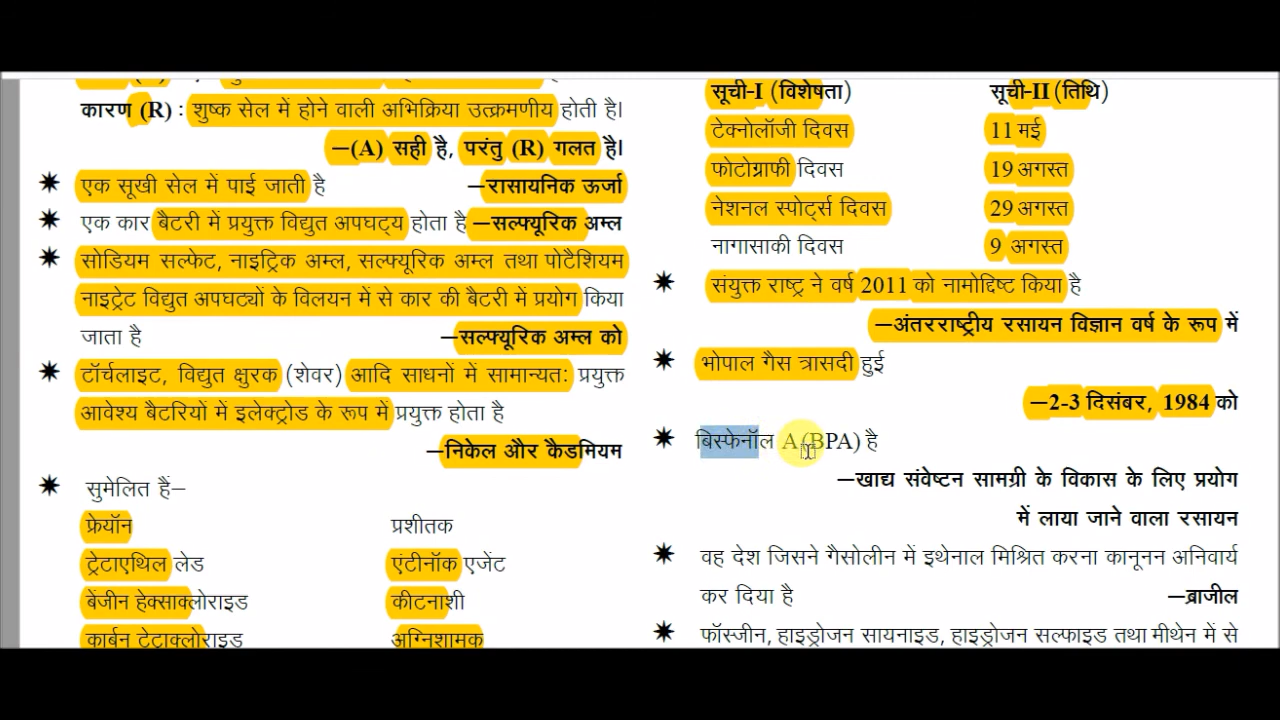 कारण (R) : शुष्क सेल में होने वाली अभिक्रिया उत्क्रमणीय होती है।
–(A) सही है, परंतु (R) गलत है।
✷ एक सूखी सेल में पाई जाती है –रासायनिक ऊर्जा
✷ एक कार बैटरी में प्रयुक्त विद्युत अपघट्य होता है –सल्फ्यूरिक अम्ल
✷ सोडियम सल्फेट, नाइट्रिक अम्ल, सल्फ्यूरिक अम्ल तथा पोटैशियम
नाइट्रेट विद्युत अपघट्यों के विलयन में से कार की बैटरी में प्रयोग किया
जाता है –सल्फ्यूरिक अम्ल को
✷ टॉर्चलाइट, विद्युत क्षुरक (शेवर) आदि साधनों में सामान्यतः प्रयुक्त
आवेश्य बैटरियों में इलेक्ट्रोड के रूप में प्रयुक्त होता है
–निकेल और कैडमियम
✷ सुमेलित हैं–
फ्रेयॉन प्रशीतक
ट्रेटाएथिल लेड एंटीनॉक एजेंट
बेंजीन हेक्साक्लोराइड कीटनाशी
कार्बन टेट्राक्लोराइड अग्निशामक
सूची-I (विशेषता) सूची-II (तिथि)
टेक्नोलॉजी दिवस 11 मई
फोटोग्राफी दिवस 19 अगस्त
नेशनल स्पोर्ट्स दिवस 29 अगस्त
नागासाकी दिवस 9 अगस्त
✷ संयुक्त राष्ट्र ने वर्ष 2011 को नामोद्दिष्ट किया है
–अंतरराष्ट्रीय रसायन विज्ञान वर्ष के रूप में
✷ भोपाल गैस त्रासदी हुई
–2-3 दिसंबर, 1984 को
✷ बिस्फेनॉल A (BPA) है
–खाद्य संवेष्टन सामग्री के विकास के लिए प्रयोग
में लाया जाने वाला रसायन
✷ वह देश जिसने गैसोलीन में इथेनाल मिश्रित करना कानूनन अनिवार्य
कर दिया है –ब्राजील
✷ फॉस्जीन, हाइड्रोजन सायनाइड, हाइड्रोजन सल्फाइड तथा मीथेन में से